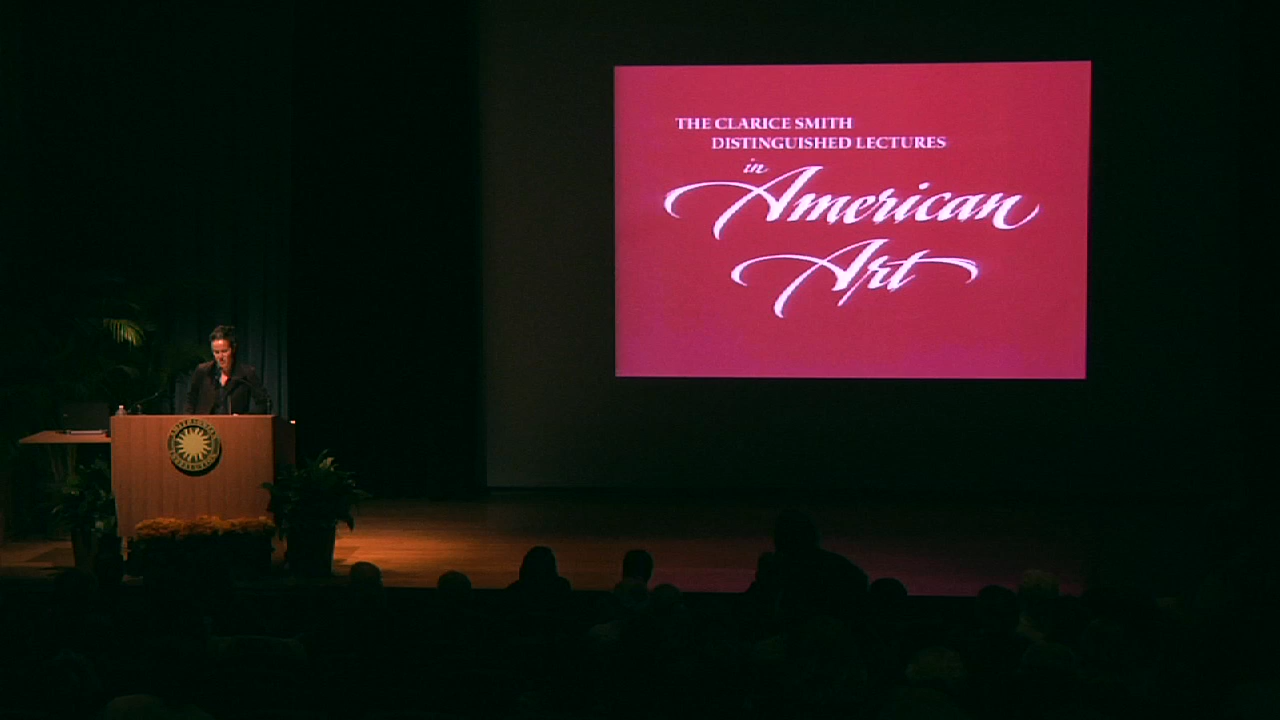 THE CLARICE SMITH
DISTINGUISHED LECTURES
in
American
Art